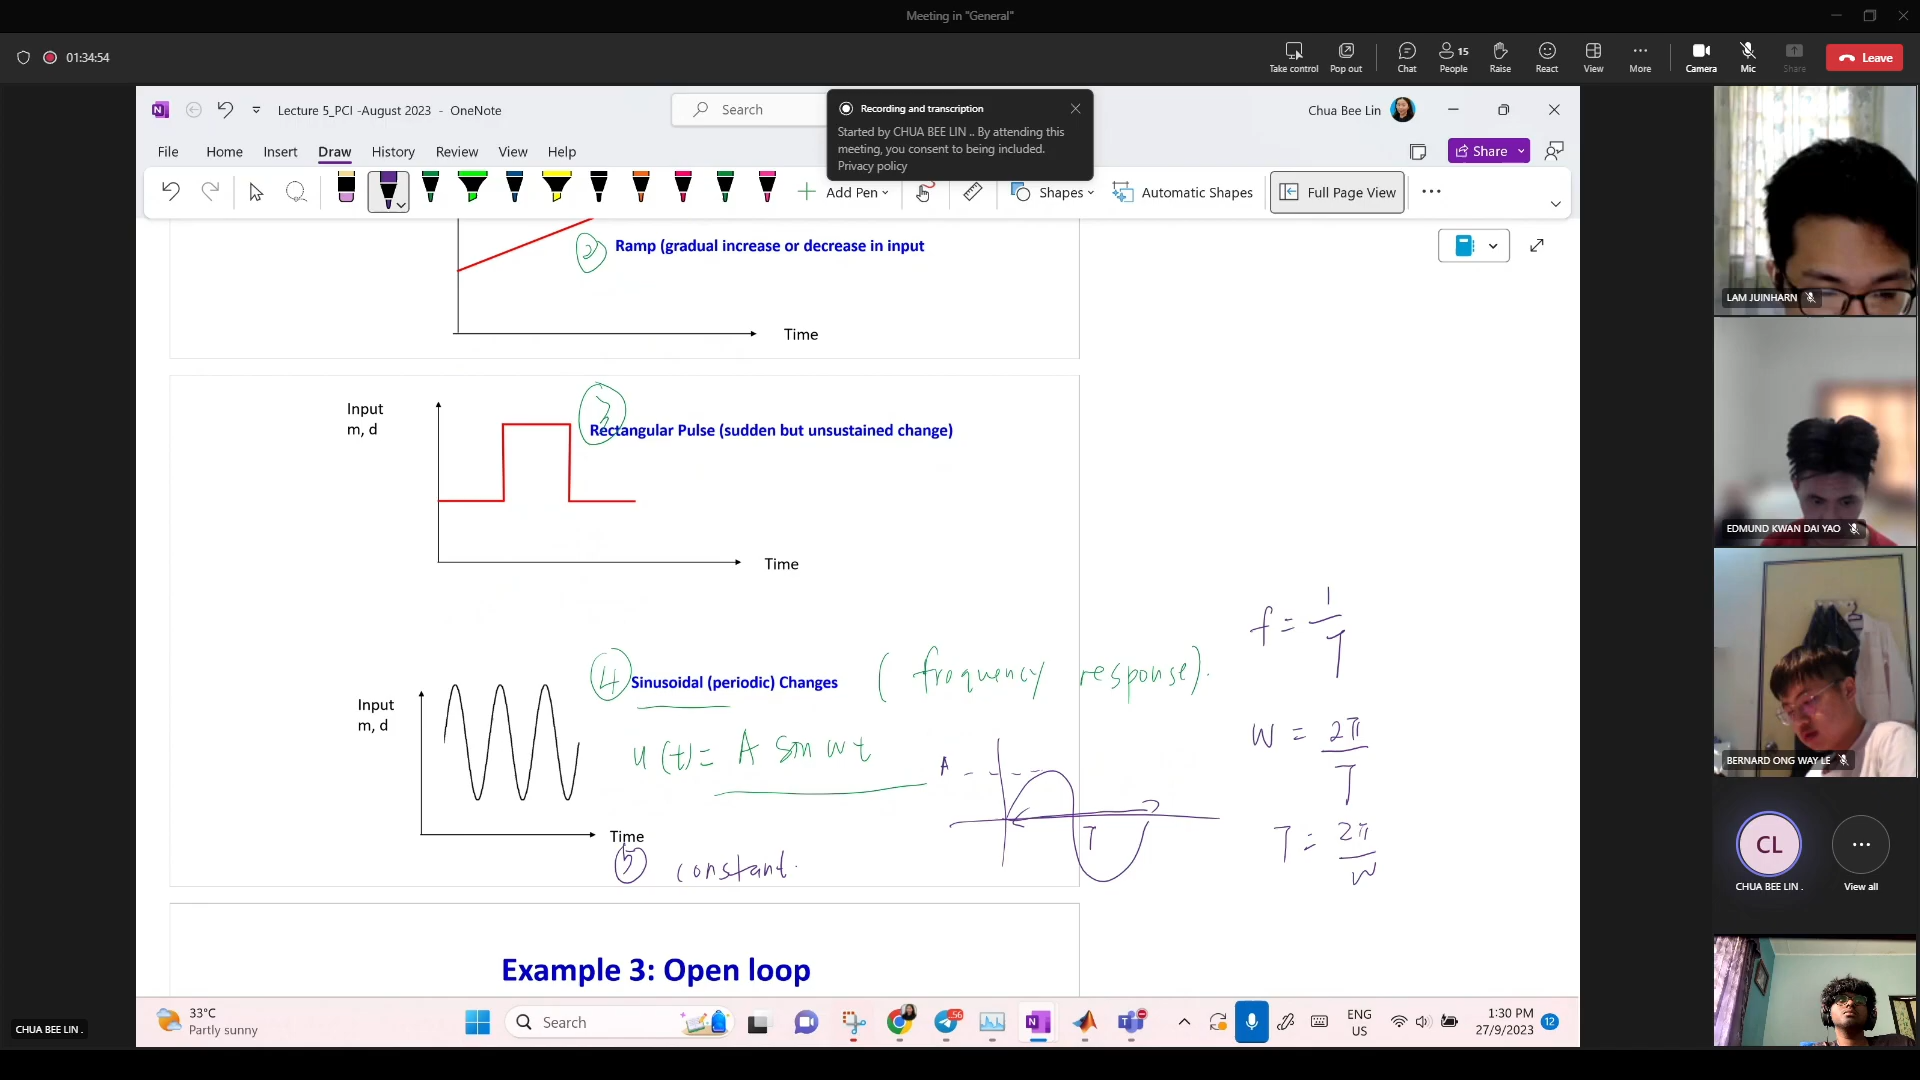 Meeting in "General"
01:34:54
Take control
Pop out
Chat
15
People
Raise
React
View
More
Camera
Mic
Share
Leave
Lecture 5_PCI -August 2023 - OneNote
Search
Recording and transcription
Started by CHUA BEE LIN .. By attending this
meeting, you consent to being included.
Privacy policy
Chua Bee Lin
File
Home
Insert
Draw
History
Review
View
Help
Share
Add Pen
Shapes
Automatic Shapes
Full Page View
2
Ramp (gradual increase or decrease in input
Time
Input
m, d
3
Rectangular Pulse (sudden but unsustained change)
Time
f = 1/T
4
Sinusoidal (periodic) Changes
(frequency response).
Input
m, d
u(t) = A sin wt
W = 2π/T
A
T
T = 2π/W
Time
5
constant.
Example 3: Open loop
LAM JUINHARN
EDMUND KWAN DAI YAO
BERNARD ONG WAY LE
CL
CHUA BEE LIN .
View all
CHUA BEE LIN .
33°C
Partly sunny
Search
56
ENG
US
1:30 PM
27/9/2023
12